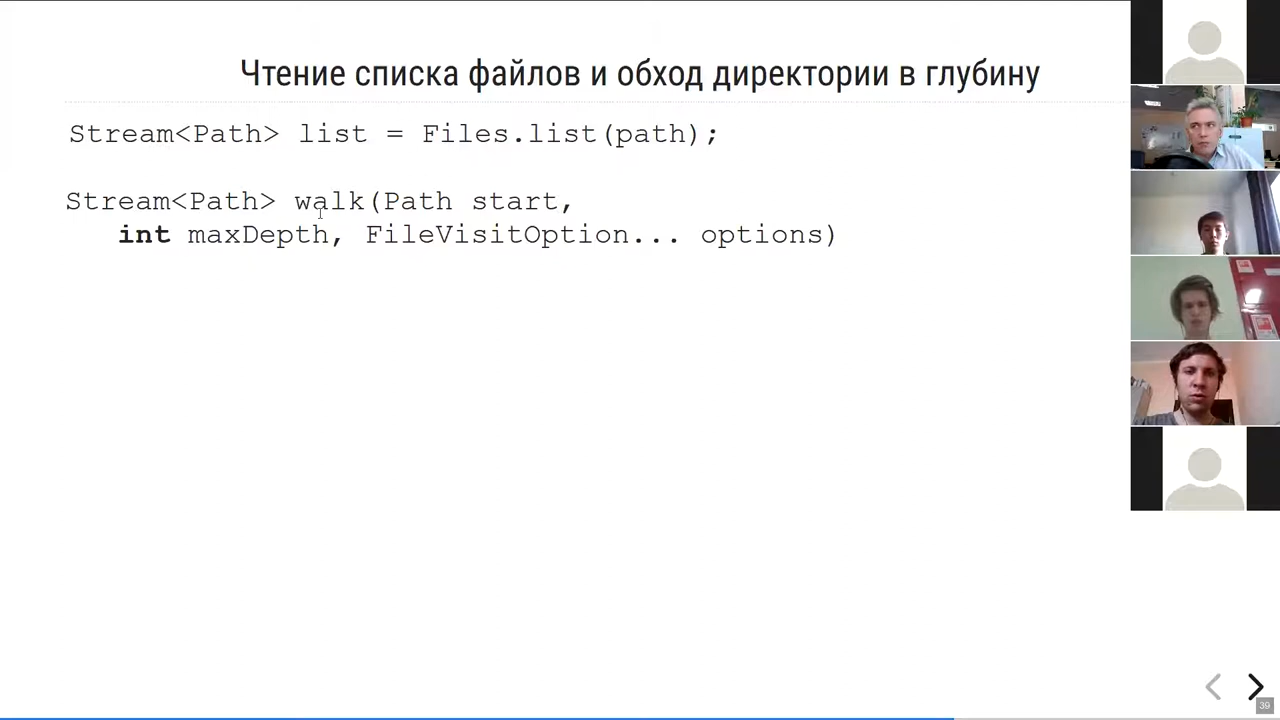 Чтение списка файлов и обход директории в глубину
Stream<Path> list = Files.list(path);
Stream<Path> walk(Path start,
int maxDepth, FileVisitOption... options)
39